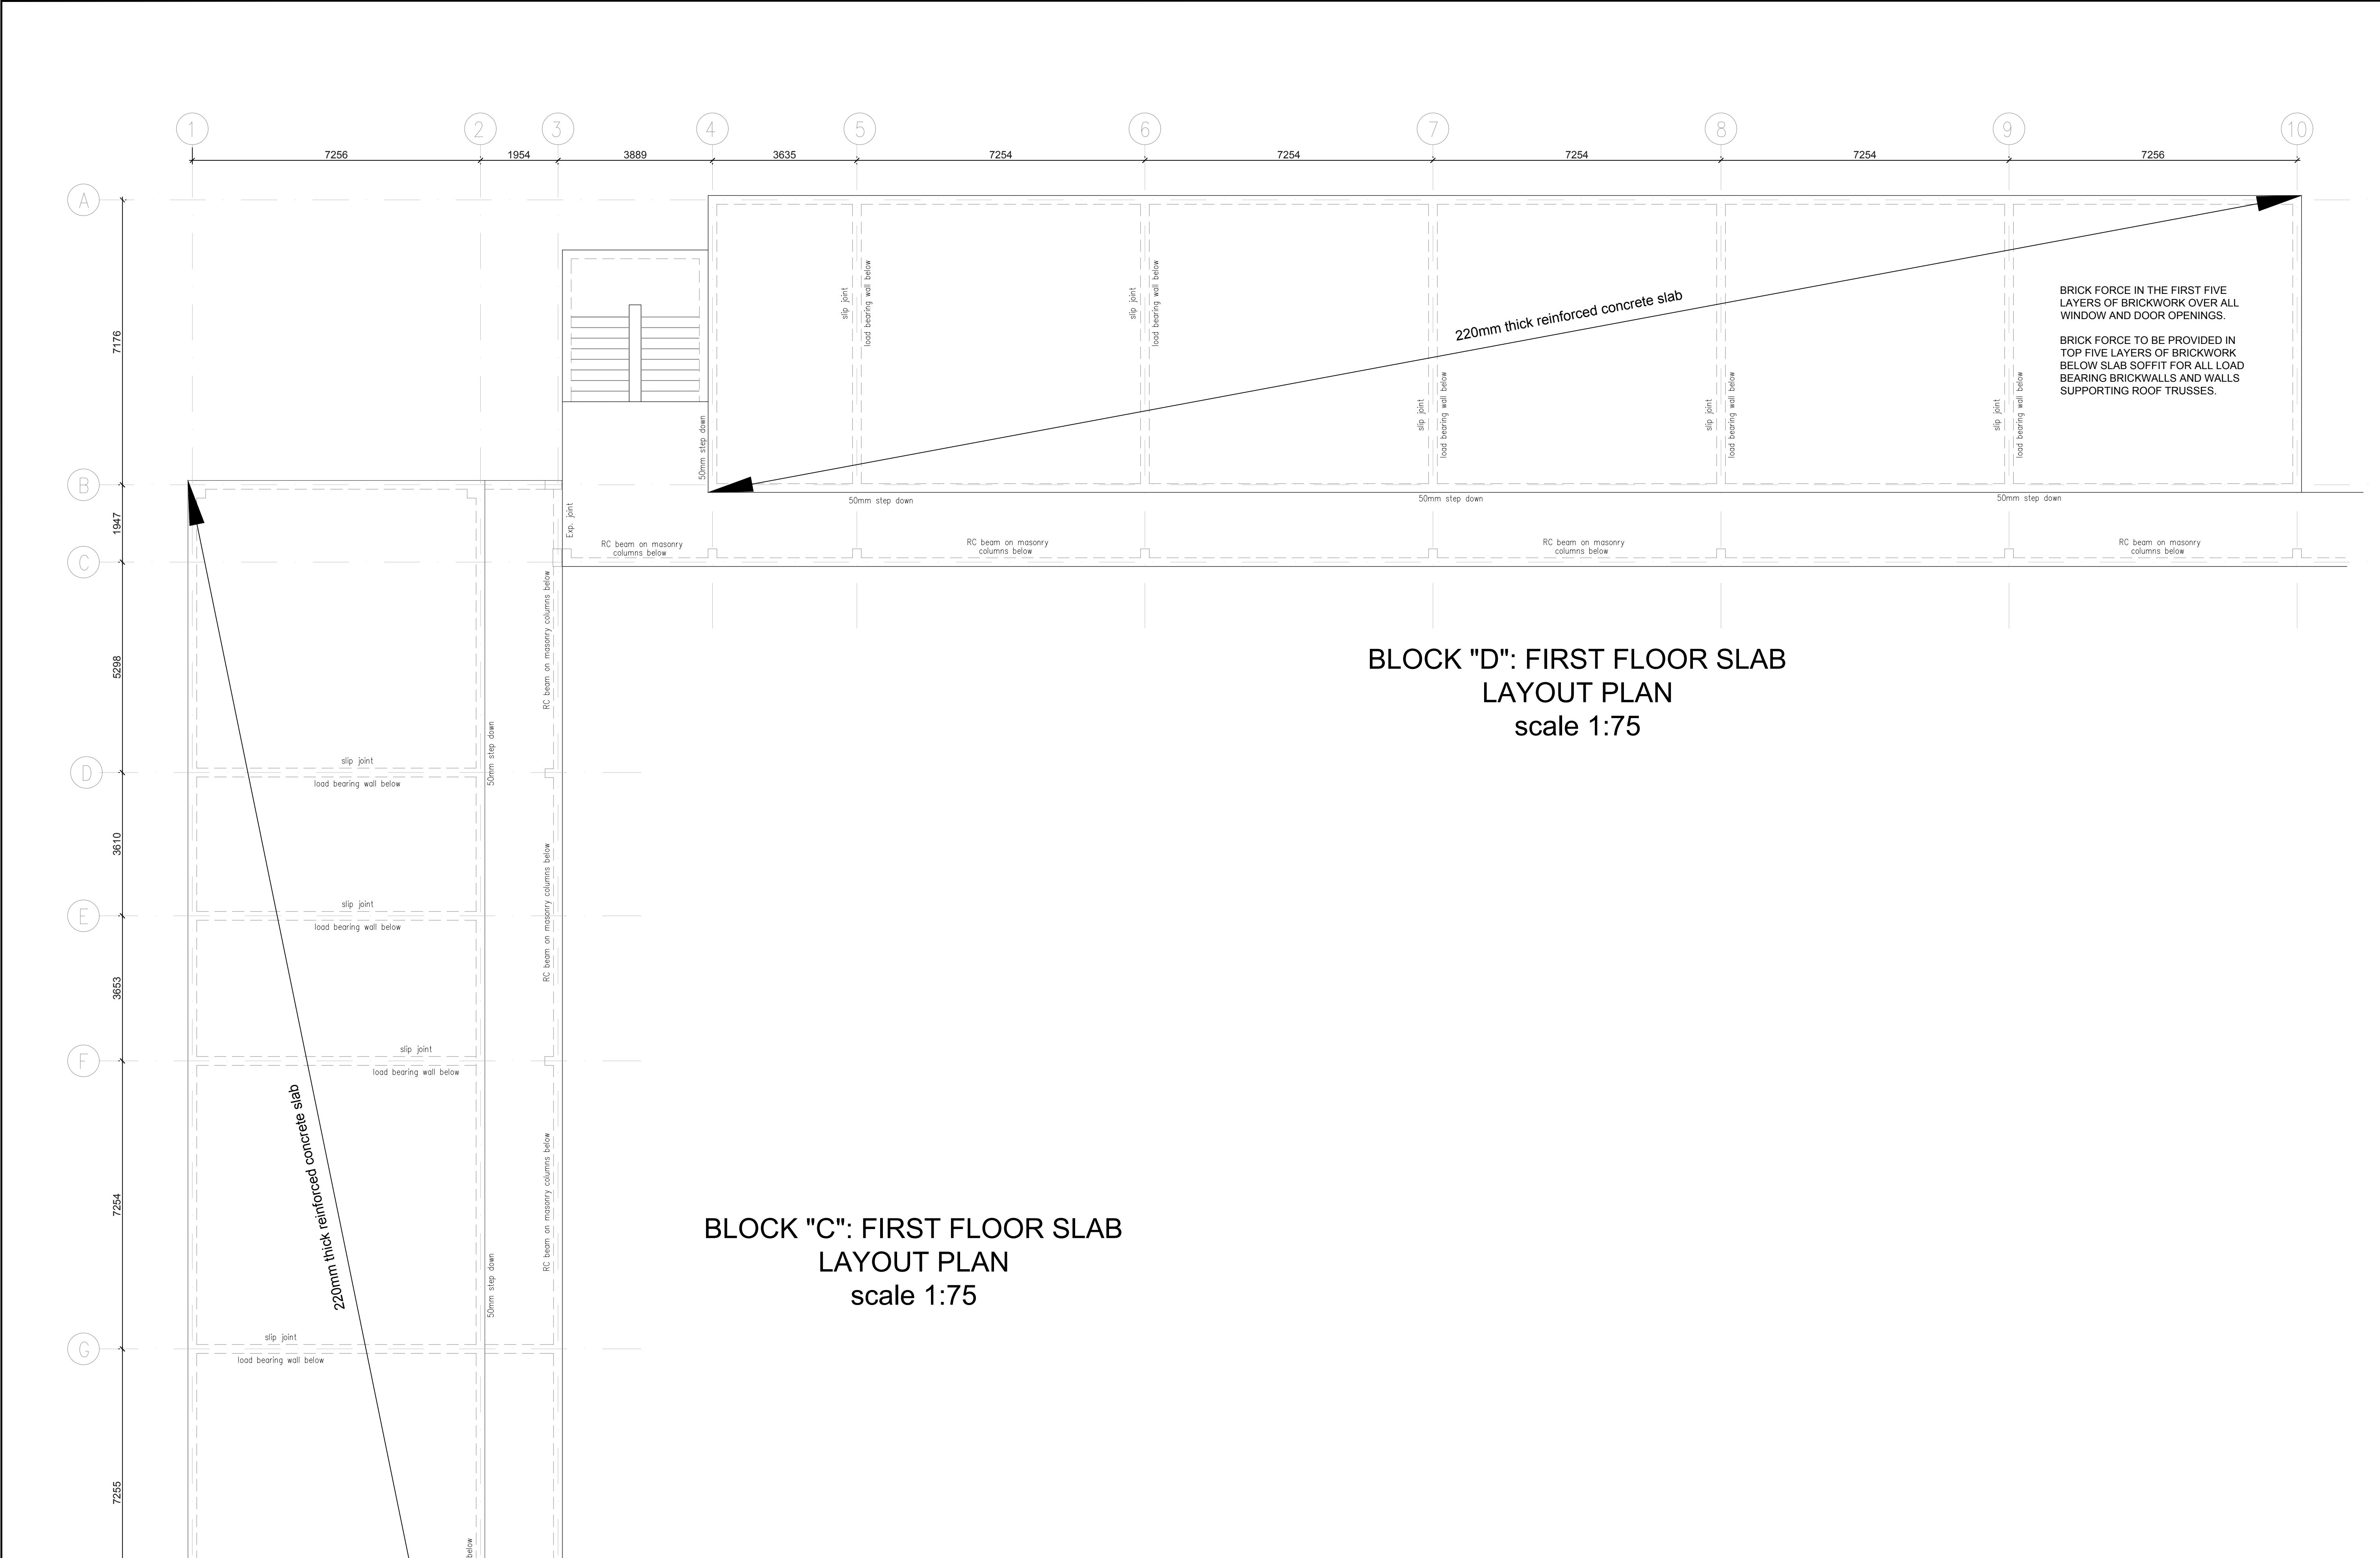 1 2 3 4 5 6 7 8 9 10
7256 1954 3889 3635 7254 7254 7254 7254 7256
A
7176
slip joint
load bearing wall below
slip joint
load bearing wall below
220mm thick reinforced concrete slab
BRICK FORCE IN THE FIRST FIVE
LAYERS OF BRICKWORK OVER ALL
WINDOW AND DOOR OPENINGS.
BRICK FORCE TO BE PROVIDED IN
TOP FIVE LAYERS OF BRICKWORK
BELOW SLAB SOFFIT FOR ALL LOAD
BEARING BRICKWALLS AND WALLS
SUPPORTING ROOF TRUSSES.
slip joint
load bearing wall below
slip joint
load bearing wall below
slip joint
load bearing wall below
50mm step down
B
50mm step down
50mm step down
50mm step down
1947
Exp. joint
RC beam on masonry
columns below
RC beam on masonry
columns below
RC beam on masonry
columns below
RC beam on masonry
columns below
C
5298
RC beam on masonry columns below
BLOCK "D": FIRST FLOOR SLAB
LAYOUT PLAN
scale 1:75
50mm step down
D
slip joint
load bearing wall below
3610
RC beam on masonry columns below
E
slip joint
load bearing wall below
3653
F
slip joint
load bearing wall below
220mm thick reinforced concrete slab
7254
RC beam on masonry columns below
BLOCK "C": FIRST FLOOR SLAB
LAYOUT PLAN
scale 1:75
50mm step down
G
slip joint
load bearing wall below
7255
below